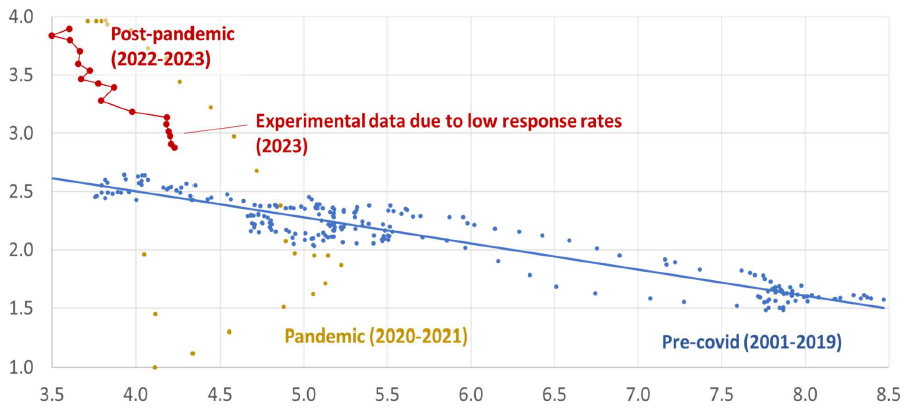 4.0
Post-pandemic
(2022-2023)
3.5
3.0
Experimental data due to low response rates
(2023)
2.5
2.0
1.5
Pandemic (2020-2021)
Pre-covid (2001-2019)
1.0
3.5 4.0 4.5 5.0 5.5 6.0 6.5 7.0 7.5 8.0 8.5